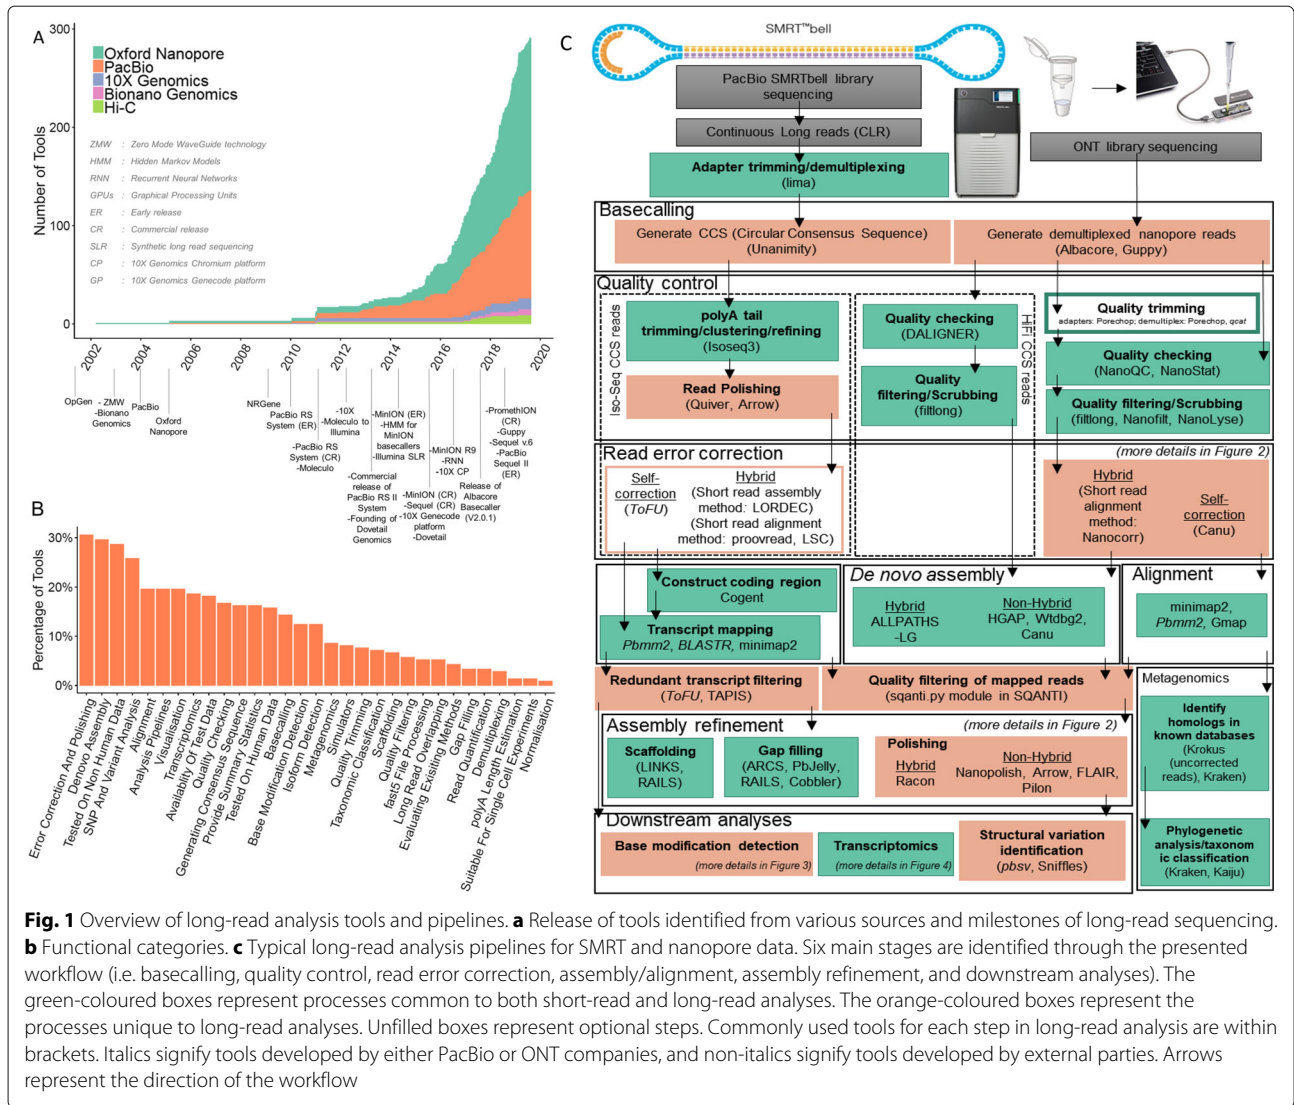 A
300
200
100
0
Number of Tools
Oxford Nanopore
PacBio
10X Genomics
Bionano Genomics
Hi-C
ZMW : Zero Mode WaveGuide technology
HMM : Hidden Markov Models
RNN : Recurrent Neural Networks
GPUs : Graphical Processing Units
ER : Early release
CR : Commercial release
SLR : Synthetic long read sequencing
CP : 10X Genomics Chromium platform
GP : 10X Genomics Genecode platform
2002
2004
2006
2008
2010
2012
2014
2016
2018
2020
OpGen
- ZMW
-Bionano
Genomics
PacBio
Oxford
Nanopore
NRGene
PacBio RS
System (ER)
-PacBio RS
System (CR)
-Moleculo
-10X
-Moleculo to
Illumina
-Commercial
release of
PacBio RS II
System
-Founding of
Dovetail
Genomics
-MinION (ER)
-HMM for
MinION
basecallers
-Illumina SLR
-MinION (CR)
-Sequel (CR)
-10X Genecode
platform
-Dovetail
-MinION R9
-RNN
-10X CP
Release of
Albacore
Basecaller
(V2.0.1)
-PromethION
(CR)
-Guppy
-Sequel v.6
-PacBio
Sequel II
(ER)
B
30%
20%
10%
0%
Percentage of Tools
Error Correction And Polishing
Denovo Assembly
Tested On Non Human Data
SNP And Variant Analysis
Alignment
Analysis Pipelines
Visualisation
Transcriptomics
Availablity Of Test Data
Quality Checking
Generating Consensus Sequence
Provide Summary Statistics
Tested On Human Data
Basecalling
Base Modification Detection
Isoform Detection
Metagenomics
Simulators
Quality Trimming
Taxonomic Classification
Scaffolding
Quality Filtering
fast5 File Processing
Long Read Overlapping
Evaluating Existing Methods
Gap Filling
Read Quantification
Demultiplexing
polyA Length Estimation
Suitable For Single Cell Experiments
Normalisation
C
SMRT™bell
PacBio SMRTbell library
sequencing
Continuous Long reads (CLR)
Adapter trimming/demultiplexing
(lima)
ONT library sequencing
Basecalling
Generate CCS (Circular Consensus Sequence)
(Unanimity)
Generate demultiplexed nanopore reads
(Albacore, Guppy)
Quality control
Iso-Seq CCS reads
polyA tail
trimming/clustering/refining
(Isoseq3)
Read Polishing
(Quiver, Arrow)
Quality checking
(DALIGNER)
Quality
filtering/Scrubbing
(filtlong)
HiFi CCS
reads
Quality trimming
adapters: Porechop; demultiplex: Porechop, qcat
Quality checking
(NanoQC, NanoStat)
Quality filtering/Scrubbing
(filtlong, Nanofilt, NanoLyse)
Read error correction
(more details in Figure 2)
Self-
correction
(ToFU)
Hybrid
(Short read assembly
method: LORDEC)
(Short read alignment
method: proovread, LSC)
Hybrid
(Short read
alignment
method:
Nanocorr)
Self-
correction
(Canu)
Construct coding region
Cogent
Transcript mapping
Pbmm2, BLASTR, minimap2
De novo assembly
Hybrid
ALLPATHS
-LG
Non-Hybrid
HGAP, Wtdbg2,
Canu
Alignment
minimap2,
Pbmm2, Gmap
Redundant transcript filtering
(ToFU, TAPIS)
Quality filtering of mapped reads
(sqanti.py module in SQANTI)
Assembly refinement
(more details in Figure 2)
Scaffolding
(LINKS,
RAILS)
Gap filling
(ARCS, PbJelly,
RAILS, Cobbler)
Polishing
Hybrid
Racon
Non-Hybrid
Nanopolish, Arrow, FLAIR,
Pilon
Metagenomics
Identify
homologs in
known databases
(Krokus
(uncorrected
reads), Kraken)
Phylogenetic
analysis/taxonom
ic classification
(Kraken, Kaiju)
Downstream analyses
Base modification detection
(more details in Figure 3)
Transcriptomics
(more details in Figure 4)
Structural variation
identification
(pbsv, Sniffles)
Fig. 1 Overview of long-read analysis tools and pipelines. a Release of tools identified from various sources and milestones of long-read sequencing.
b Functional categories. c Typical long-read analysis pipelines for SMRT and nanopore data. Six main stages are identified through the presented
workflow (i.e. basecalling, quality control, read error correction, assembly/alignment, assembly refinement, and downstream analyses). The
green-coloured boxes represent processes common to both short-read and long-read analyses. The orange-coloured boxes represent the
processes unique to long-read analyses. Unfilled boxes represent optional steps. Commonly used tools for each step in long-read analysis are within
brackets. Italics signify tools developed by either PacBio or ONT companies, and non-italics signify tools developed by external parties. Arrows
represent the direction of the workflow